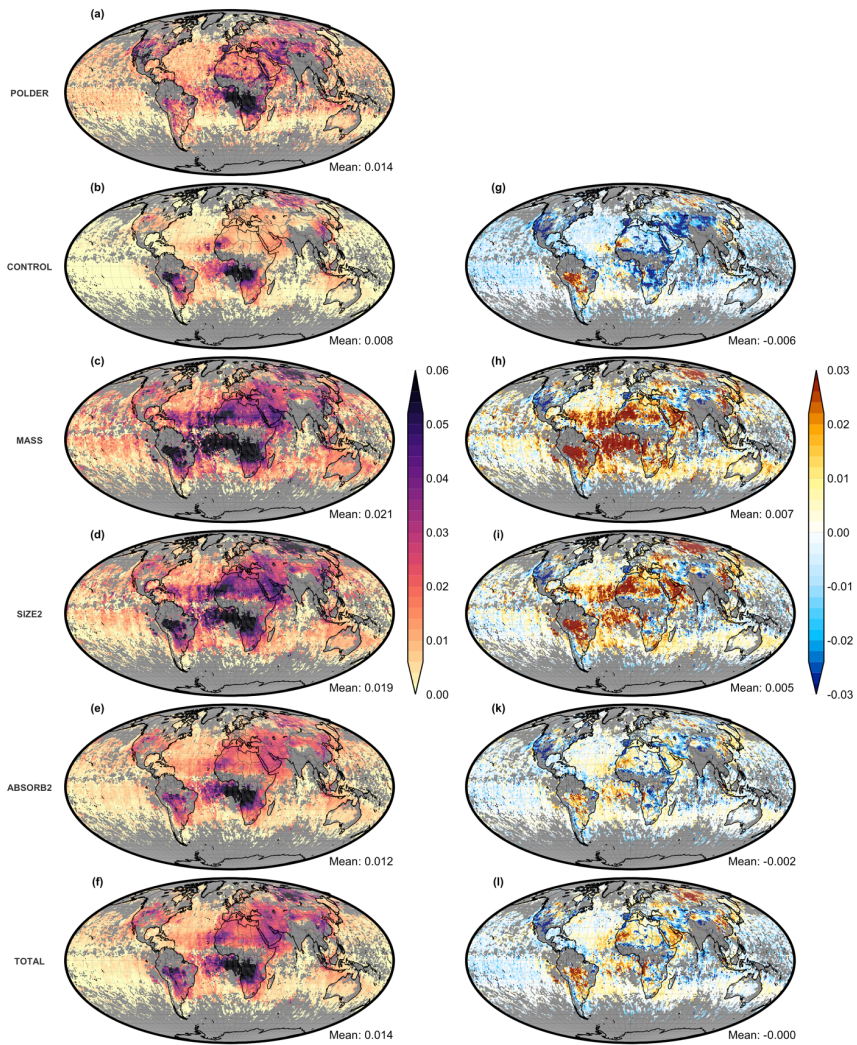 (a)
POLDER
Mean: 0.014
(b)
(g)
CONTROL
Mean: 0.008
Mean: -0.006
(c)
(h)
0.06
0.03
0.05
0.02
MASS
0.04
0.01
Mean: 0.021
Mean: 0.007
(d)
(i)
0.03
0.00
0.02
-0.01
SIZE2
0.01
-0.02
Mean: 0.019
Mean: 0.005
0.00
-0.03
(e)
(k)
ABSORB2
Mean: 0.012
Mean: -0.002
(f)
(l)
TOTAL
Mean: 0.014
Mean: -0.000